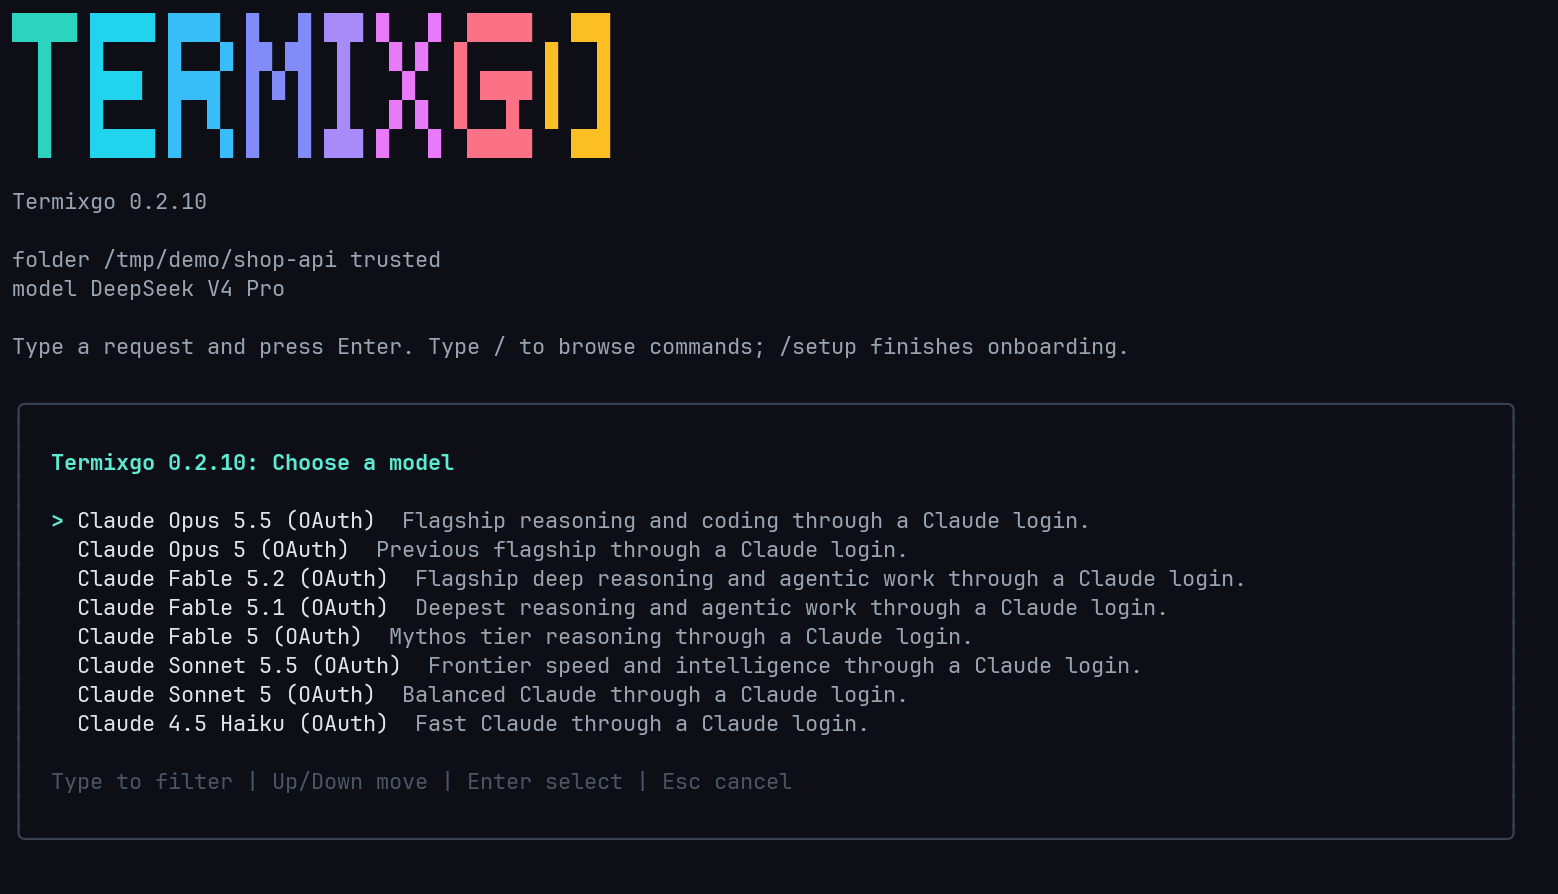 TERMIXGO
Termixgo 0.2.10
folder /tmp/demo/shop-api trusted
model DeepSeek V4 Pro
Type a request and press Enter. Type / to browse commands; /setup finishes onboarding.
Termixgo 0.2.10: Choose a model
> Claude Opus 5.5 (OAuth)  Flagship reasoning and coding through a Claude login.
Claude Opus 5 (OAuth)  Previous flagship through a Claude login.
Claude Fable 5.2 (OAuth)  Flagship deep reasoning and agentic work through a Claude login.
Claude Fable 5.1 (OAuth)  Deepest reasoning and agentic work through a Claude login.
Claude Fable 5 (OAuth)  Mythos tier reasoning through a Claude login.
Claude Sonnet 5.5 (OAuth)  Frontier speed and intelligence through a Claude login.
Claude Sonnet 5 (OAuth)  Balanced Claude through a Claude login.
Claude 4.5 Haiku (OAuth)  Fast Claude through a Claude login.
Type to filter | Up/Down move | Enter select | Esc cancel